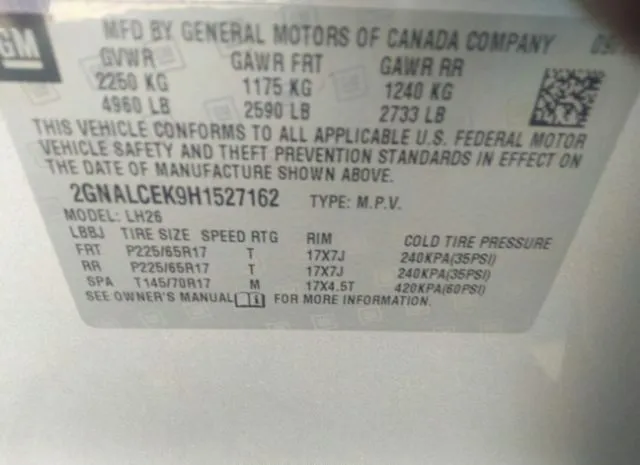 GM
MFD BY GENERAL MOTORS OF CANADA COMPANY
GVWR GAWR FRT GAWR RR
2250 KG 1175 KG 1240 KG
4960 LB 2590 LB 2733 LB
THIS VEHICLE CONFORMS TO ALL APPLICABLE U.S. FEDERAL MOTOR
VEHICLE SAFETY AND THEFT PREVENTION STANDARDS IN EFFECT ON
THE DATE OF MANUFACTURE SHOWN ABOVE.
2GNALCEK9H1527162 TYPE: M.P.V.
MODEL: LH26
LBBJ TIRE SIZE SPEED RTG RIM COLD TIRE PRESSURE
FRT P225/65R17 T 17X7J 240KPA(35PSI)
RR P225/65R17 T 17X7J 240KPA(35PSI)
SPA T145/70R17 M 17X4.5T 420KPA(60PSI)
SEE OWNER'S MANUAL FOR MORE INFORMATION.